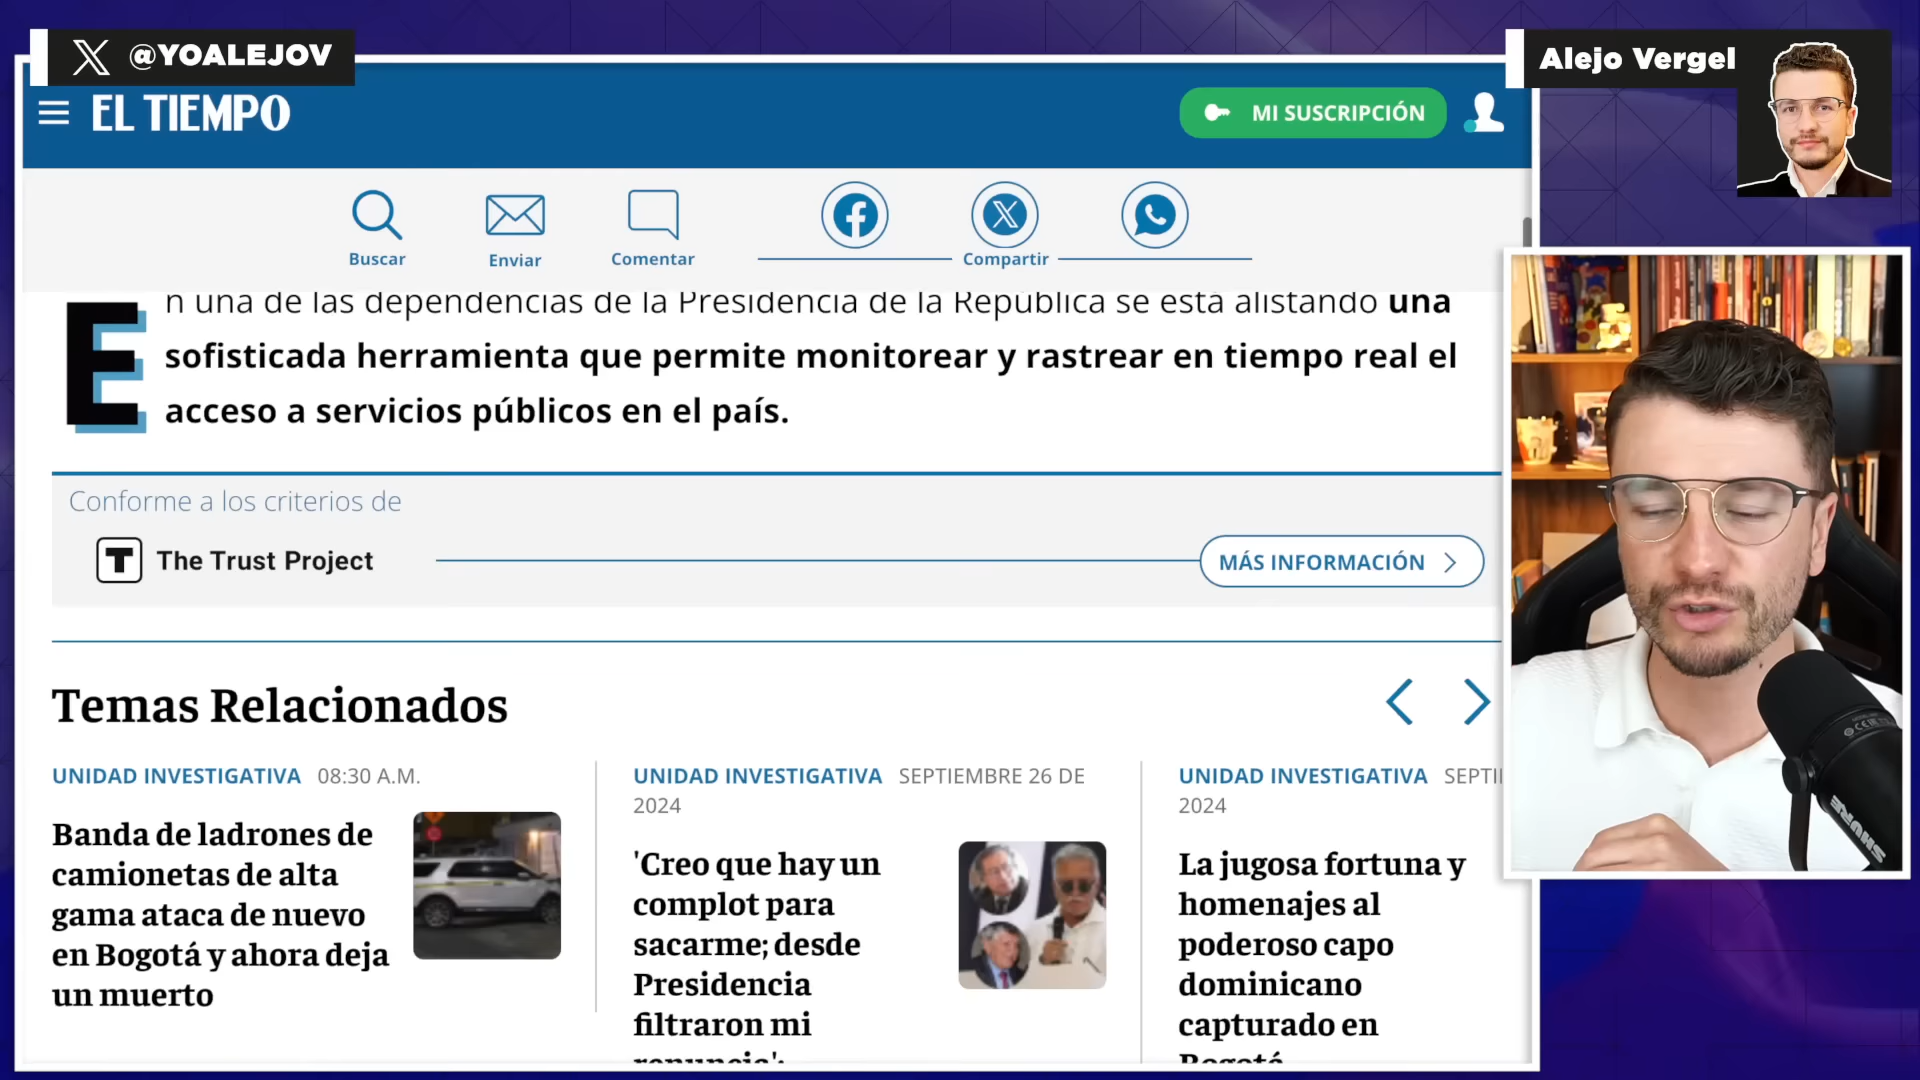 @YOALEJOV
Alejo Vergel
EL TIEMPO
MI SUSCRIPCIÓN
Buscar
Enviar
Comentar
Compartir
En una de las dependencias de la Presidencia de la República se está alistando una
sofisticada herramienta que permite monitorear y rastrear en tiempo real el
acceso a servicios públicos en el país.
Conforme a los criterios de
The Trust Project
MÁS INFORMACIÓN
Temas Relacionados
UNIDAD INVESTIGATIVA 08:30 A.M.
Banda de ladrones de
camionetas de alta
gama ataca de nuevo
en Bogotá y ahora deja
un muerto
UNIDAD INVESTIGATIVA SEPTIEMBRE 26 DE
2024
'Creo que hay un
complot para
sacarme; desde
Presidencia
filtraron mi
renuncia':
UNIDAD INVESTIGATIVA SEPTI
2024
La jugosa fortuna y
homenajes al
poderoso capo
dominicano
capturado en
Bogotá
SHURE